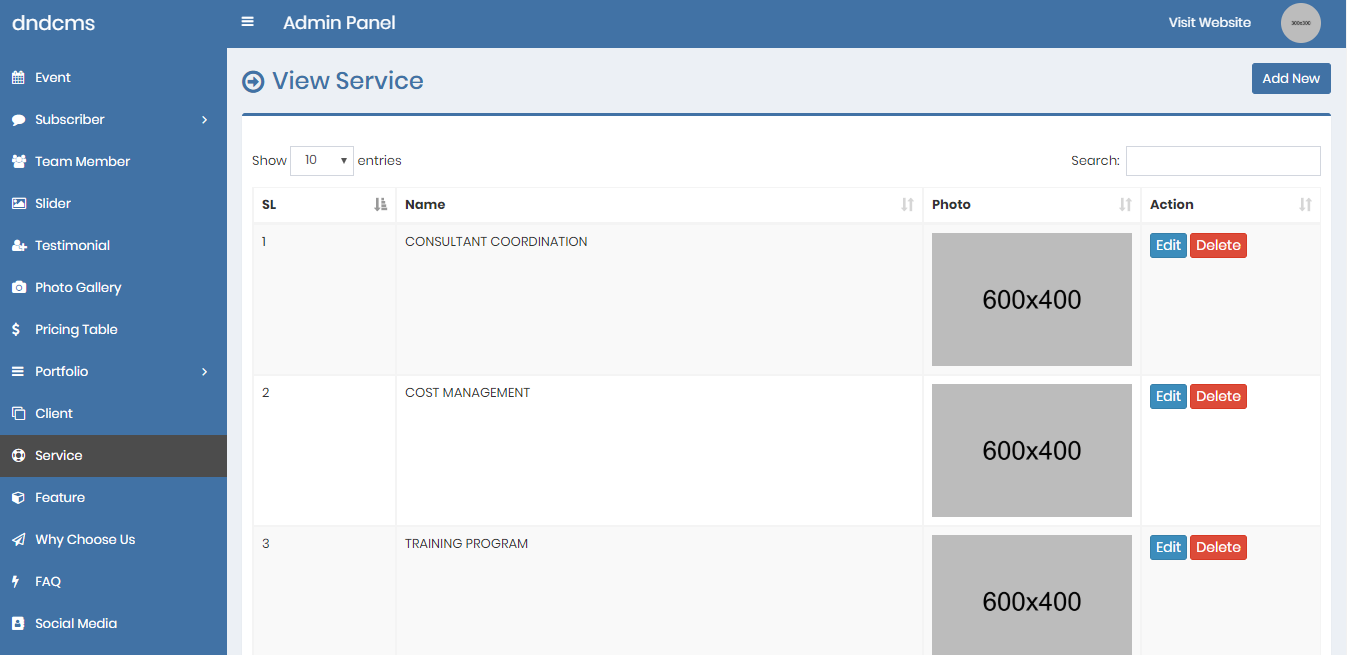 dndcms
Admin Panel
Visit Website
300x300
Event
Subscriber
Team Member
Slider
Testimonial
Photo Gallery
Pricing Table
Portfolio
Client
Service
Feature
Why Choose Us
FAQ
Social Media
View Service
Add New
Show 10 entries
Search:
SL Name Photo Action
1 CONSULTANT COORDINATION 600x400 Edit Delete
2 COST MANAGEMENT 600x400 Edit Delete
3 TRAINING PROGRAM 600x400 Edit Delete